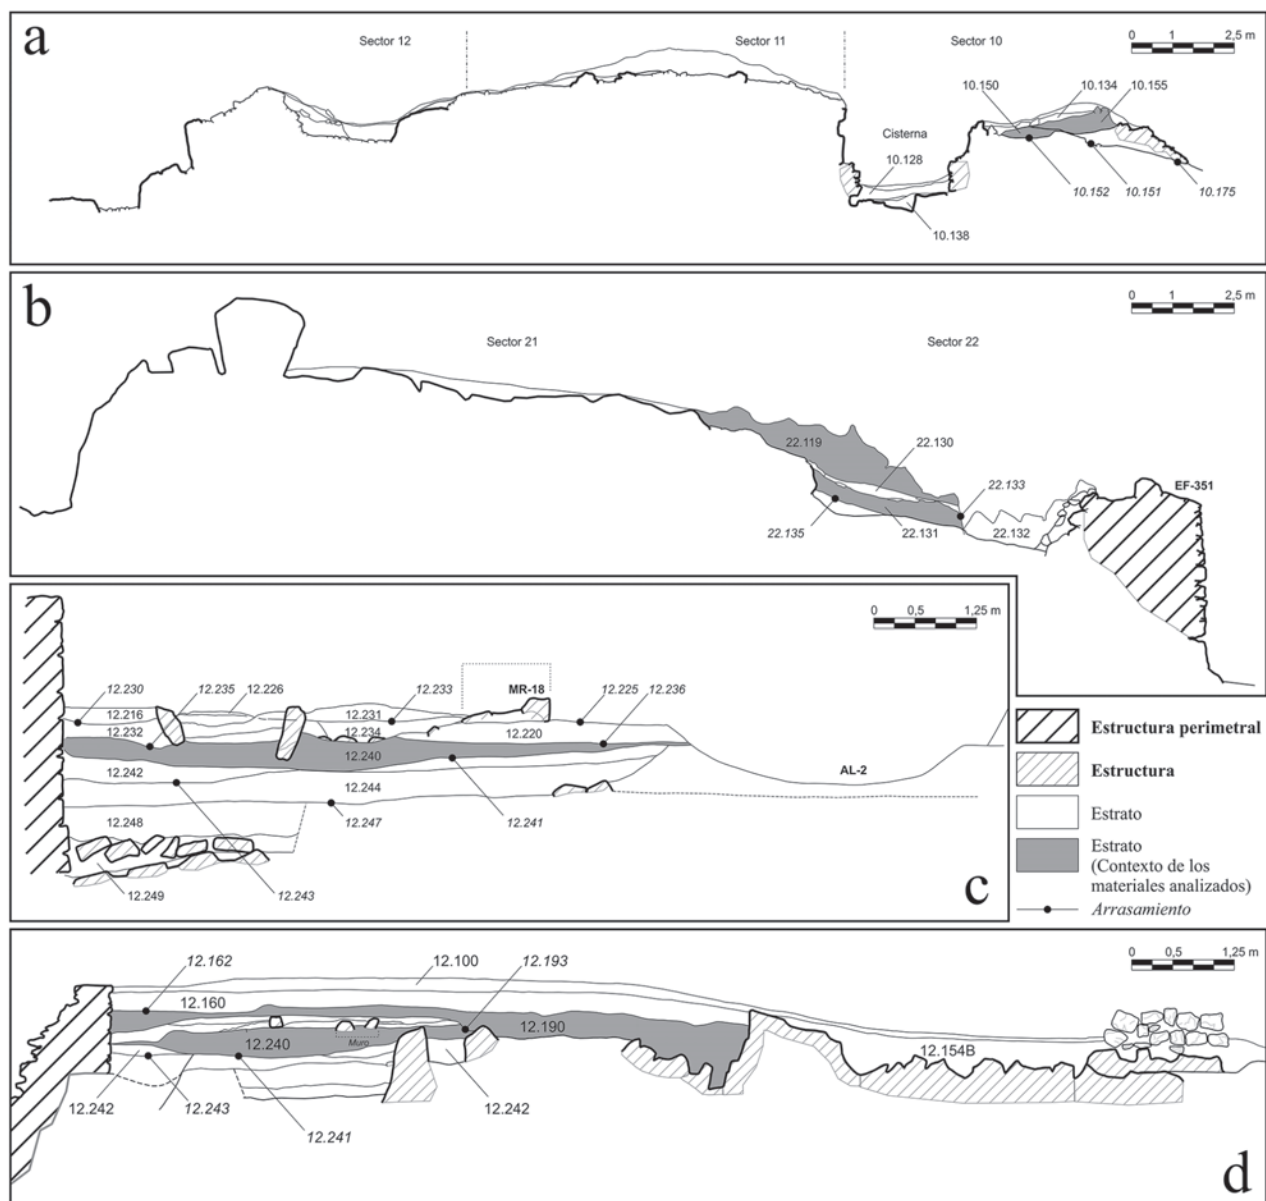 a
Sector 12
Sector 11
Sector 10
0 1 2,5 m
10.150
10.134
10.155
Cisterna
10.128
10.152
10.151
10.175
10.138
b
0 1 2,5 m
Sector 21
Sector 22
22.119
22.130
22.133
EF-351
22.135
22.131
22.132
c
0 0,5 1,25 m
12.230
12.235
12.226
12.233
MR-18
12.225
12.236
12.216
12.231
12.232
12.234
12.220
12.240
12.242
12.244
AL-2
12.247
12.241
12.248
12.249
12.243
Estructura perimetral
Estructura
Estrato
Estrato
(Contexto de los
materiales analizados)
Arrasamiento
d
0 0,5 1,25 m
12.162
12.100
12.193
12.160
12.190
12.240
Muro
12.154B
12.242
12.243
12.242
12.241